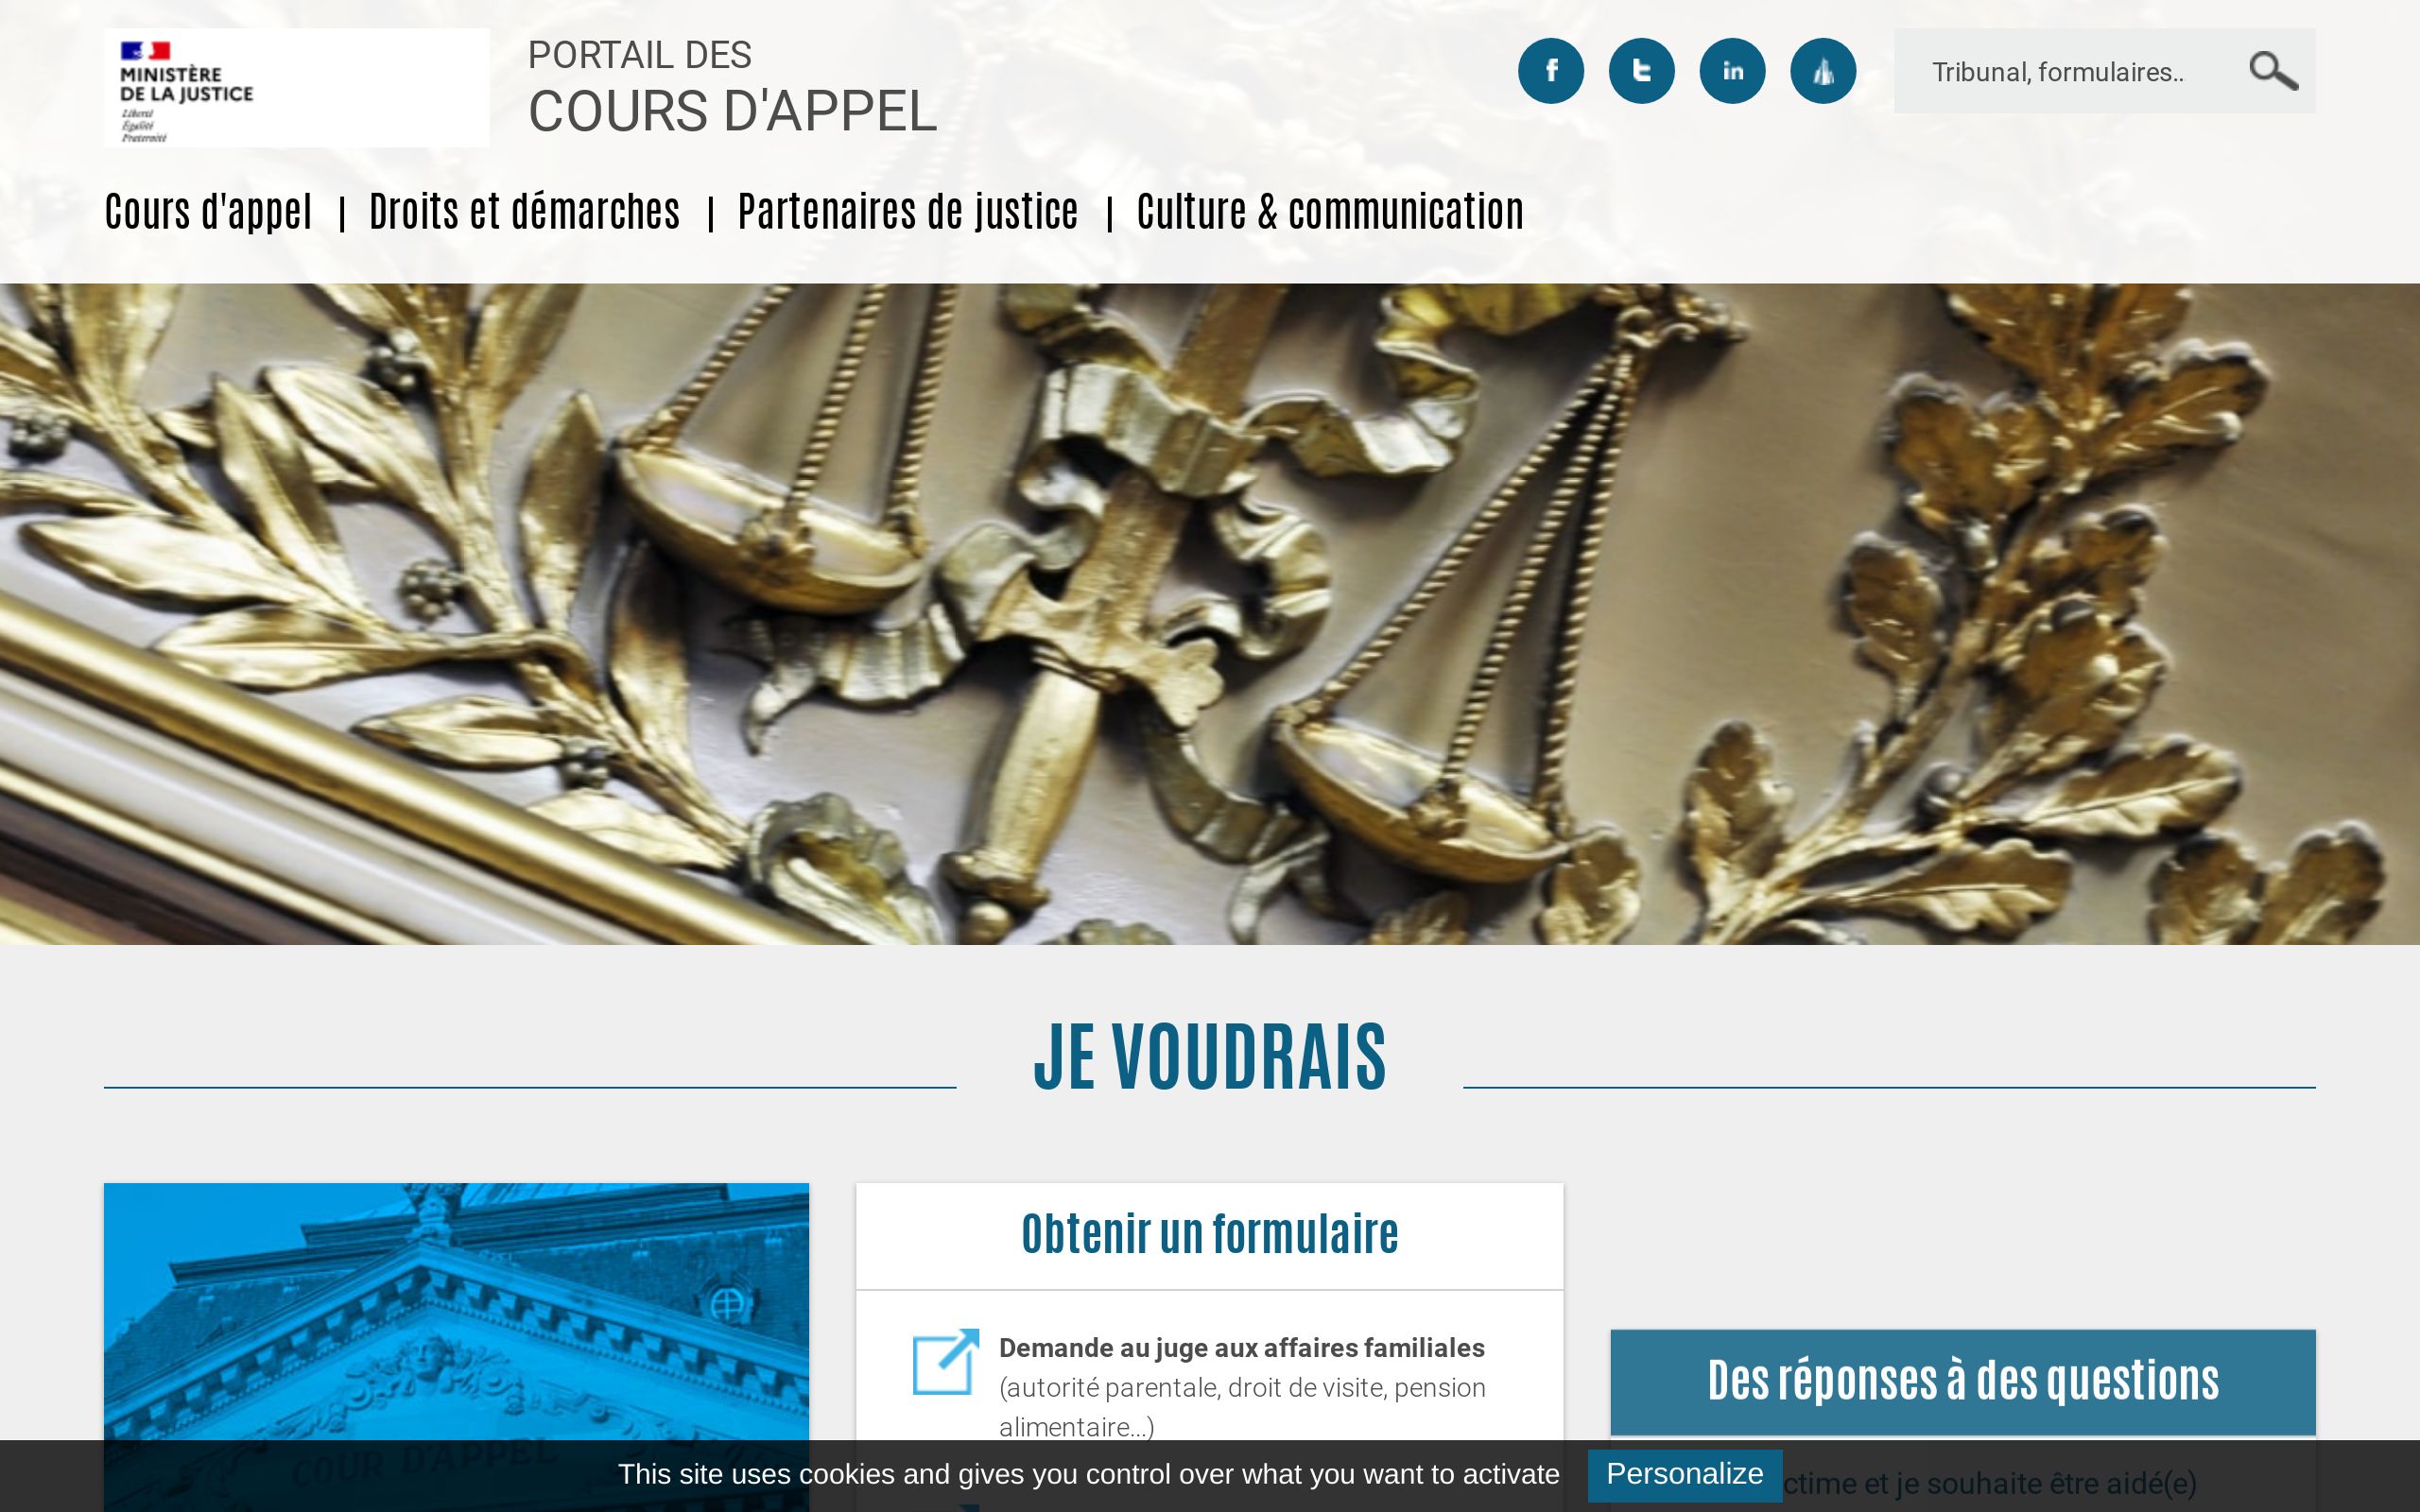 MINISTÈRE
DE LA JUSTICE
Liberté
Égalité
Fraternité
PORTAIL DES
COURS D'APPEL
Tribunal, formulaires..
Cours d'appel | Droits et démarches | Partenaires de justice | Culture & communication
JE VOUDRAIS
COUR D'APPEL
Obtenir un formulaire
Demande au juge aux affaires familiales
(autorité parentale, droit de visite, pension
alimentaire...)
Des réponses à des questions
et je souhaite être aidé(e)
This site uses cookies and gives you control over what you want to activate
Personalize